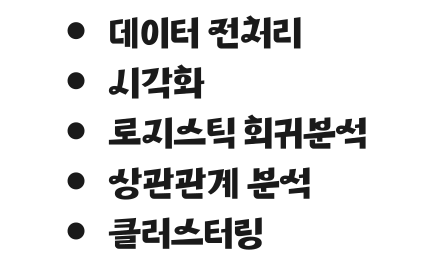 • 데이터 전처리
• 시각화
• 로지스틱 회귀분석
• 상관관계 분석
• 클러스터링